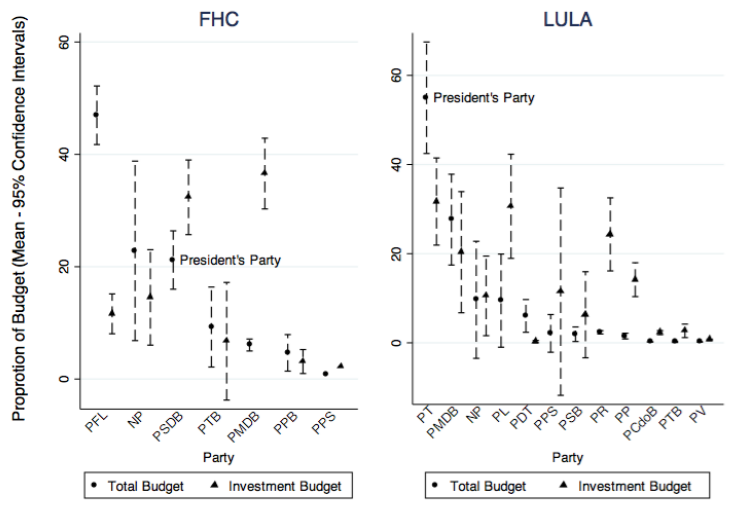 FHC
LULA
Proprotion of Budget (Mean - 95% Confidence Intervals)
60
40
20
0
President's Party
PFL
NP
PSDB
PTB
PMDB
PPB
PPS
Party
Total Budget
Investment Budget
60
40
20
0
President's Party
PT
PMDB
NP
PL
PDT
PPS
PSB
PR
PP
PCdoB
PTB
PV
Party
Total Budget
Investment Budget